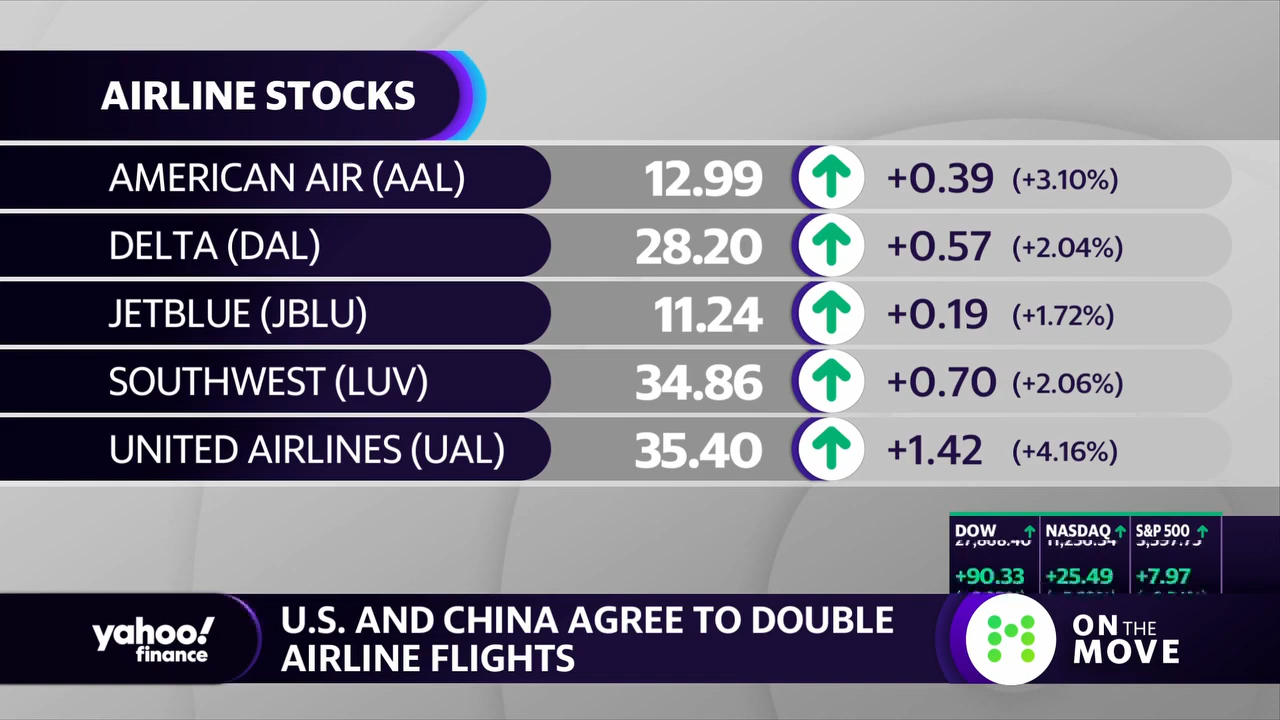 AIRLINE STOCKS
AMERICAN AIR (AAL) 12.99 +0.39 (+3.10%)
DELTA (DAL) 28.20 +0.57 (+2.04%)
JETBLUE (JBLU) 11.24 +0.19 (+1.72%)
SOUTHWEST (LUV) 34.86 +0.70 (+2.06%)
UNITED AIRLINES (UAL) 35.40 +1.42 (+4.16%)
DOW NASDAQ S&P 500
+90.33 +25.49 +7.97
yahoo!
finance
U.S. AND CHINA AGREE TO DOUBLE
AIRLINE FLIGHTS
ON THE
MOVE